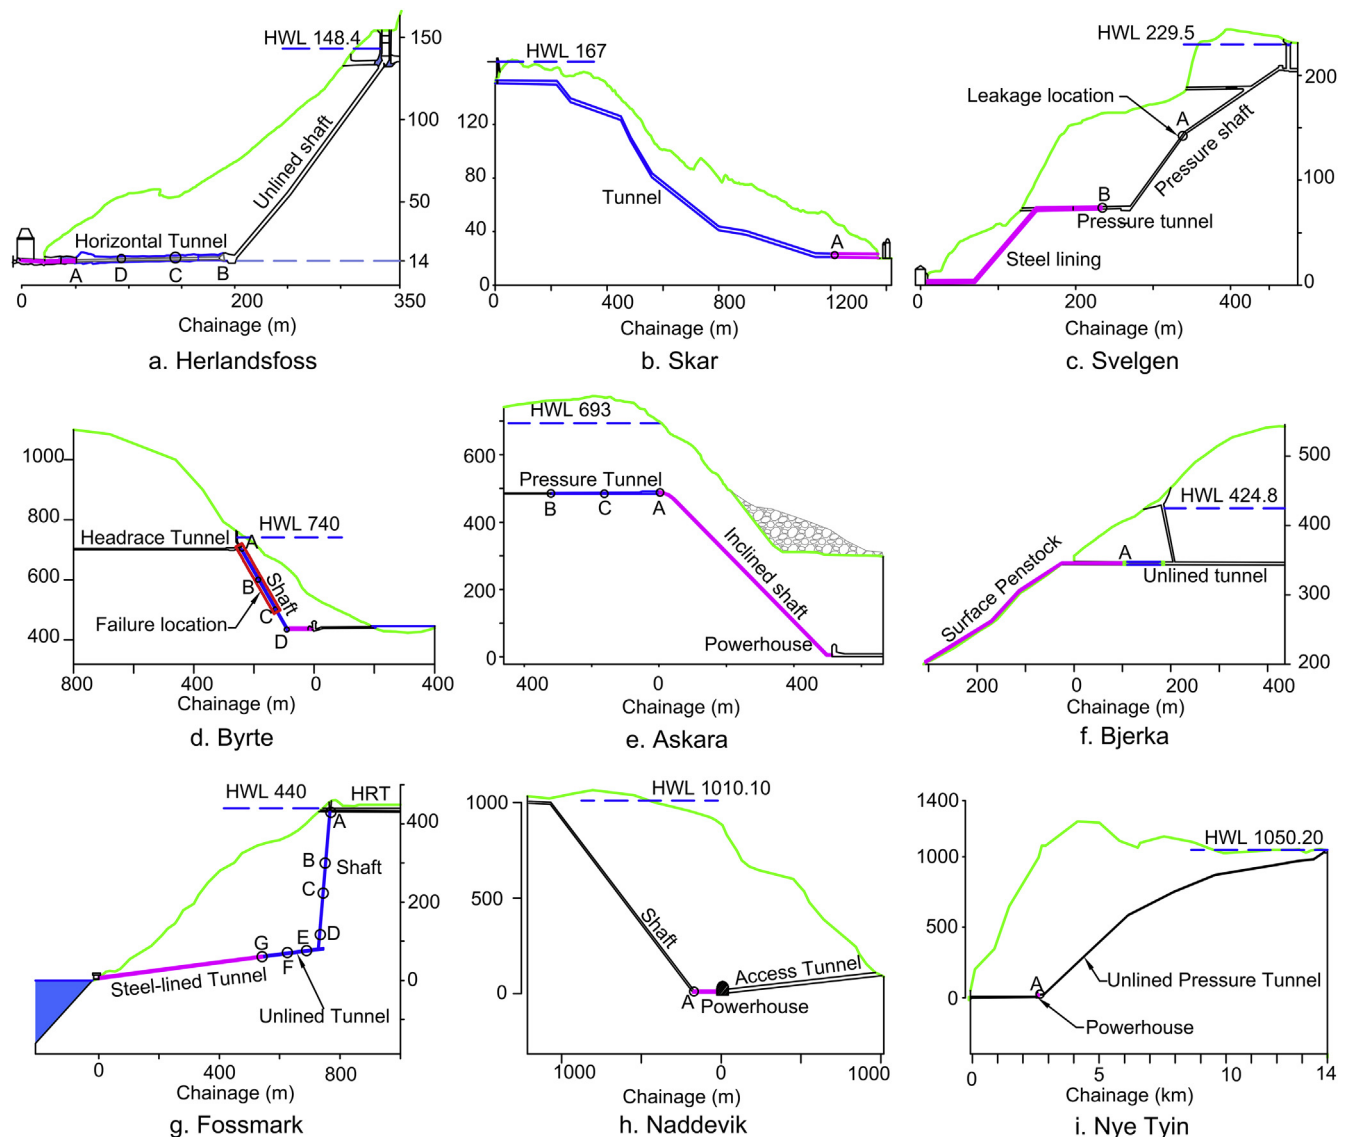 HWL 148.4
150
100
50
14
Unlined shaft
Horizontal Tunnel
A D C B
0 200 350
Chainage (m)
a. Herlandsfoss
HWL 167
120
80
40
0
Tunnel
A
0 400 800 1200
Chainage (m)
b. Skar
HWL 229.5
200
100
0
Leakage location
A
Pressure shaft
B
Pressure tunnel
Steel lining
0 200 400
Chainage (m)
c. Svelgen
1000
800
600
400
HWL 740
Headrace Tunnel
A
B
Shaft
C
Failure location
D
800 400 0 400
Chainage (m)
d. Byrte
HWL 693
600
400
200
0
Pressure Tunnel
B C A
Inclined shaft
Powerhouse
400 0 400
Chainage (m)
e. Askara
500
400
300
200
HWL 424.8
A
Unlined tunnel
Surface Penstock
200 0 200 400
Chainage (m)
f. Bjerka
HWL 440
HRT
400
200
0
A
B
Shaft
C
D
E
G
F
Steel-lined Tunnel
Unlined Tunnel
0 400 800
Chainage (m)
g. Fossmark
HWL 1010.10
1000
500
0
Shaft
Access Tunnel
A
Powerhouse
1000 0 1000
Chainage (m)
h. Naddevik
1400
1000
500
0
HWL 1050.20
A
Unlined Pressure Tunnel
Powerhouse
0 5 10 14
Chainage (km)
i. Nye Tyin